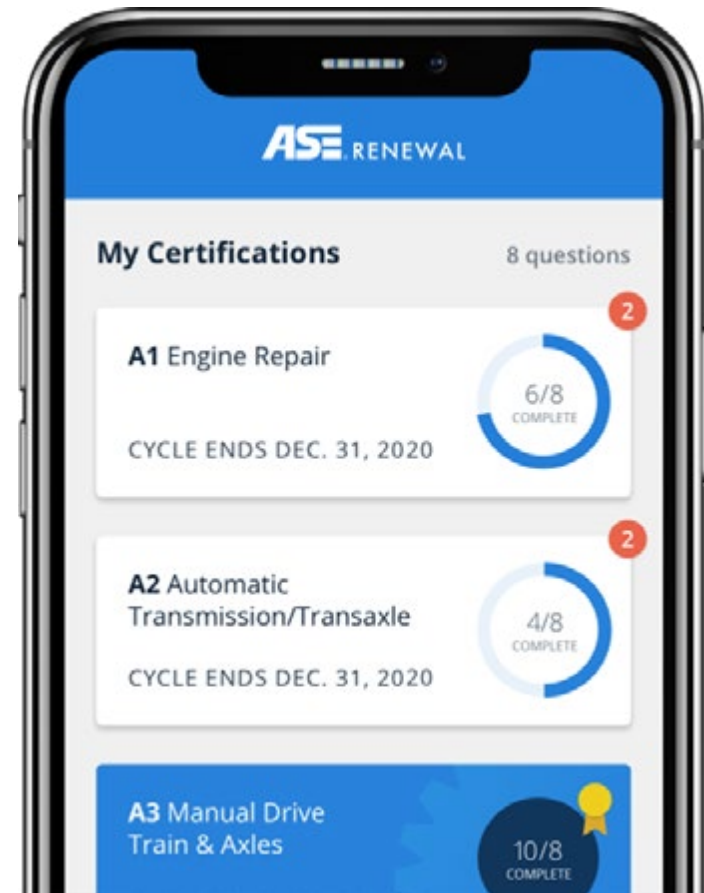 ASE. RENEWAL
My Certifications
8 questions
2
A1 Engine Repair
6/8
COMPLETE
CYCLE ENDS DEC. 31, 2020
2
A2 Automatic
Transmission/Transaxle
4/8
COMPLETE
CYCLE ENDS DEC. 31, 2020
A3 Manual Drive
Train & Axles
10/8
COMPLETE